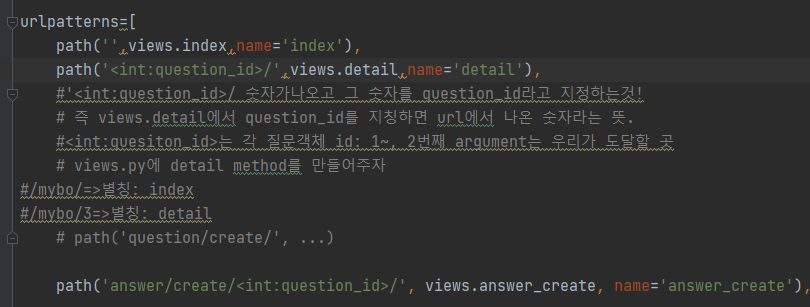 urlpatterns=[
path('',views.index,name='index'),
path('<int:question_id>/',views.detail,name='detail'),
#'<int:question_id>/ 숫자가나오고 그 숫자를 question_id라고 지정하는것!
# 즉 views.detail에서 question_id를 지칭하면 url에서 나온 숫자라는 뜻.
#<int:quesiton_id>는 각 질문객체 id: 1~, 2번째 argument는 우리가 도달할 곳
# views.py에 detail method를 만들어주자
#/mybo/=>별칭: index
#/mybo/3=>별칭: detail
# path('question/create/', ...)
path('answer/create/<int:question_id>/', views.answer_create, name='answer_create'),